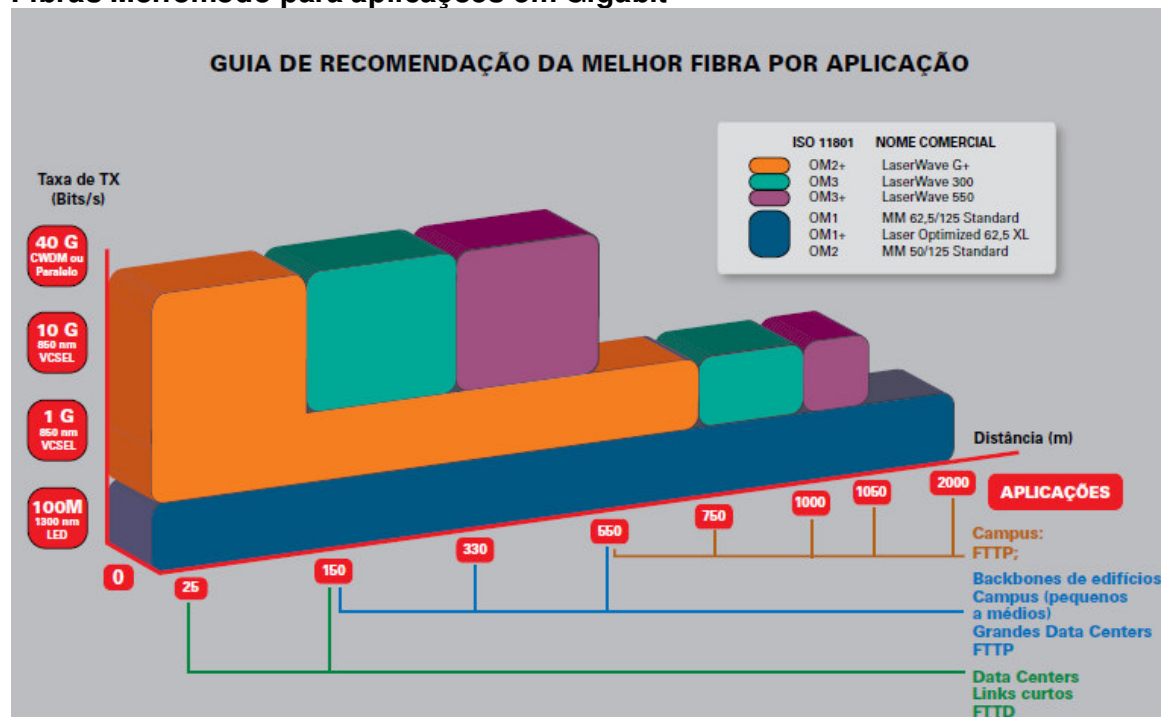 GUIA DE RECOMENDAÇÃO DA MELHOR FIBRA POR APLICAÇÃO
ISO 11801 NOME COMERCIAL
OM2+ LaserWave G+
OM3 LaserWave 300
OM3+ LaserWave 550
OM1 MM 62,5/125 Standard
OM1+ Laser Optimized 62,5 XL
OM2 MM 50/125 Standard
Taxa de TX
(Bits/s)
40 G
CWDM ou
Paralelo
10 G
850 nm
VCSEL
1 G
850 nm
VCSEL
100M
1300 nm
LED
Distância (m)
0
25
150
330
550
750
1000
1050
2000
APLICAÇÕES
Campus:
FTTP;
Backbones de edifícios
Campus (pequenos
a médios)
Grandes Data Centers
FTTP
Data Centers
Links curtos
FTTD